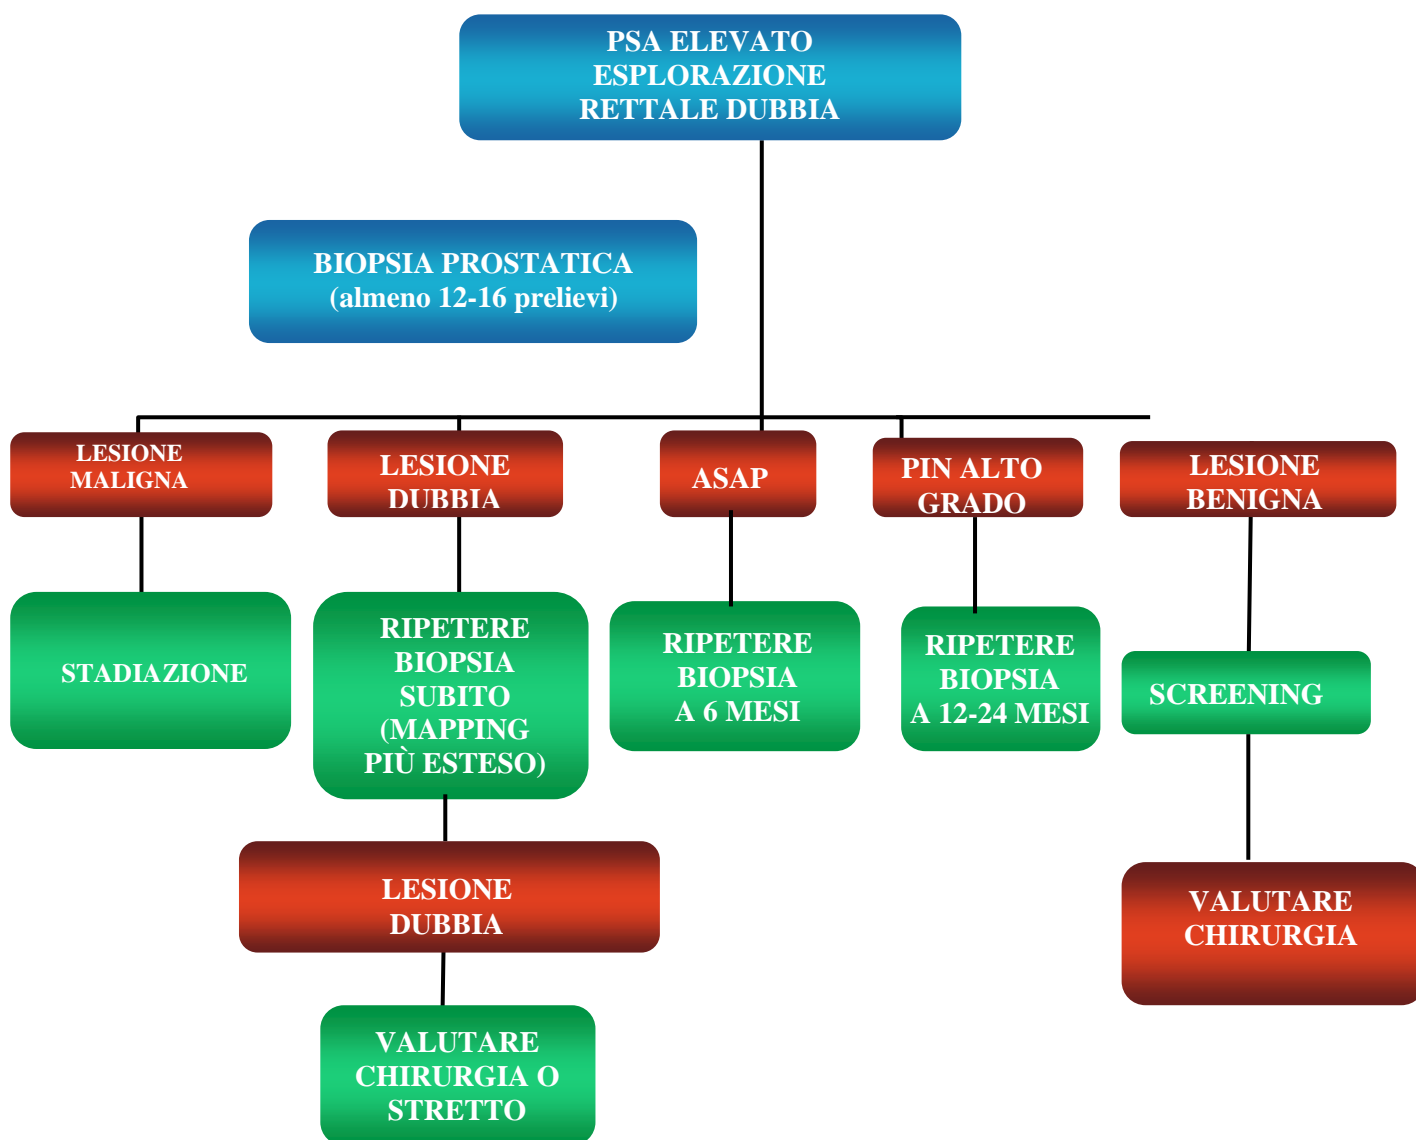 PSA ELEVATO
ESPLORAZIONE
RETTALE DUBBIA
BIOPSIA PROSTATICA
(almeno 12-16 prelievi)
LESIONE
MALIGNA
LESIONE
DUBBIA
ASAP
PIN ALTO
GRADO
LESIONE
BENIGNA
STADIAZIONE
RIPETERE
BIOPSIA
SUBITO
(MAPPING
PIÙ ESTESO)
RIPETERE
BIOPSIA
A 6 MESI
RIPETERE
BIOPSIA
A 12-24 MESI
SCREENING
LESIONE
DUBBIA
VALUTARE
CHIRURGIA
VALUTARE
CHIRURGIA O
STRETTO